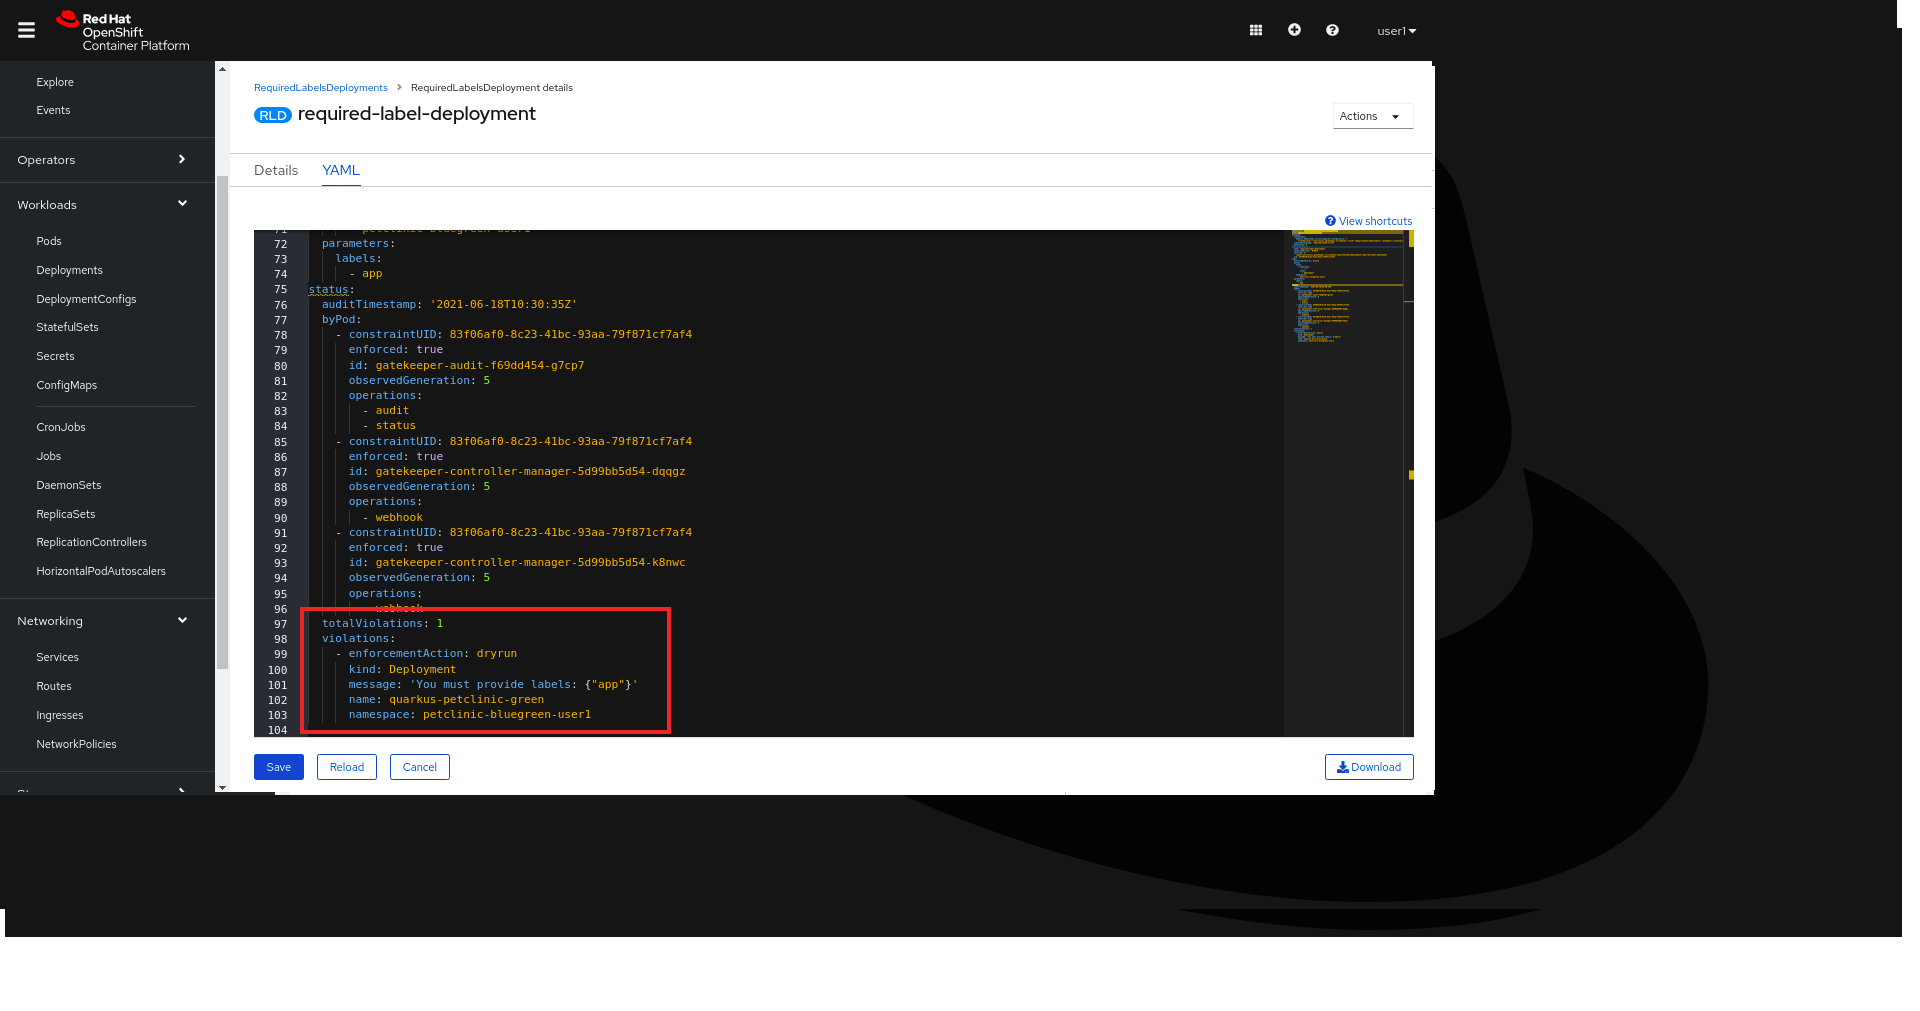 Red Hat
OpenShift
Container Platform
user1
Explore
Events
Operators
Workloads
Pods
Deployments
DeploymentConfigs
StatefulSets
Secrets
ConfigMaps
CronJobs
Jobs
DaemonSets
ReplicaSets
ReplicationControllers
HorizontalPodAutoscalers
Networking
Services
Routes
Ingresses
NetworkPolicies
RequiredLabelsDeployments > RequiredLabelsDeployment details
RLD required-label-deployment
Actions
Details YAML
View shortcuts
71 petclinic-bluegreen-user1
72 parameters:
73 labels:
74 - app
75 status:
76 auditTimestamp: '2021-06-18T10:30:35Z'
77 byPod:
78 - constraintUID: 83f06af0-8c23-41bc-93aa-79f871cf7af4
79 enforced: true
80 id: gatekeeper-audit-f69dd454-g7cp7
81 observedGeneration: 5
82 operations:
83 - audit
84 - status
85 - constraintUID: 83f06af0-8c23-41bc-93aa-79f871cf7af4
86 enforced: true
87 id: gatekeeper-controller-manager-5d99bb5d54-dqqgz
88 observedGeneration: 5
89 operations:
90 - webhook
91 - constraintUID: 83f06af0-8c23-41bc-93aa-79f871cf7af4
92 enforced: true
93 id: gatekeeper-controller-manager-5d99bb5d54-k8nwc
94 observedGeneration: 5
95 operations:
96 webhook
97 totalViolations: 1
98 violations:
99 - enforcementAction: dryrun
100 kind: Deployment
101 message: 'You must provide labels: {"app"}'
102 name: quarkus-petclinic-green
103 namespace: petclinic-bluegreen-user1
104
Save Reload Cancel Download